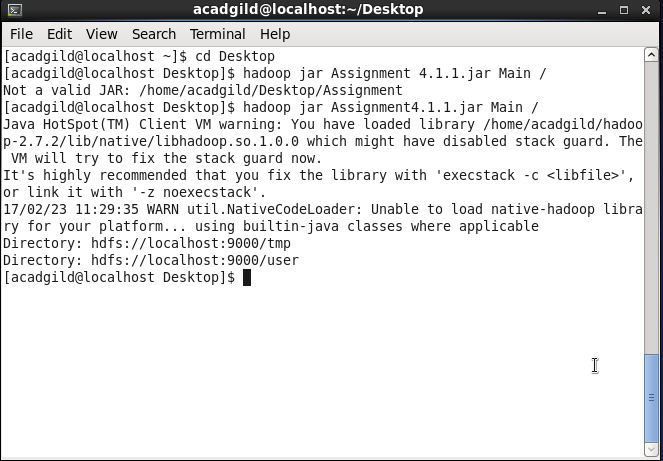 acadgild@localhost:~/Desktop
File Edit View Search Terminal Help
[acadgild@localhost ~]$ cd Desktop
[acadgild@localhost Desktop]$ hadoop jar Assignment 4.1.1.jar Main /
Not a valid JAR: /home/acadgild/Desktop/Assignment
[acadgild@localhost Desktop]$ hadoop jar Assignment4.1.1.jar Main /
Java HotSpot(TM) Client VM warning: You have loaded library /home/acadgild/hadoo
p-2.7.2/lib/native/libhadoop.so.1.0.0 which might have disabled stack guard. The
 VM will try to fix the stack guard now.
It's highly recommended that you fix the library with 'execstack -c <libfile>',
or link it with '-z noexecstack'.
17/02/23 11:29:35 WARN util.NativeCodeLoader: Unable to load native-hadoop libra
ry for your platform... using builtin-java classes where applicable
Directory: hdfs://localhost:9000/tmp
Directory: hdfs://localhost:9000/user
[acadgild@localhost Desktop]$